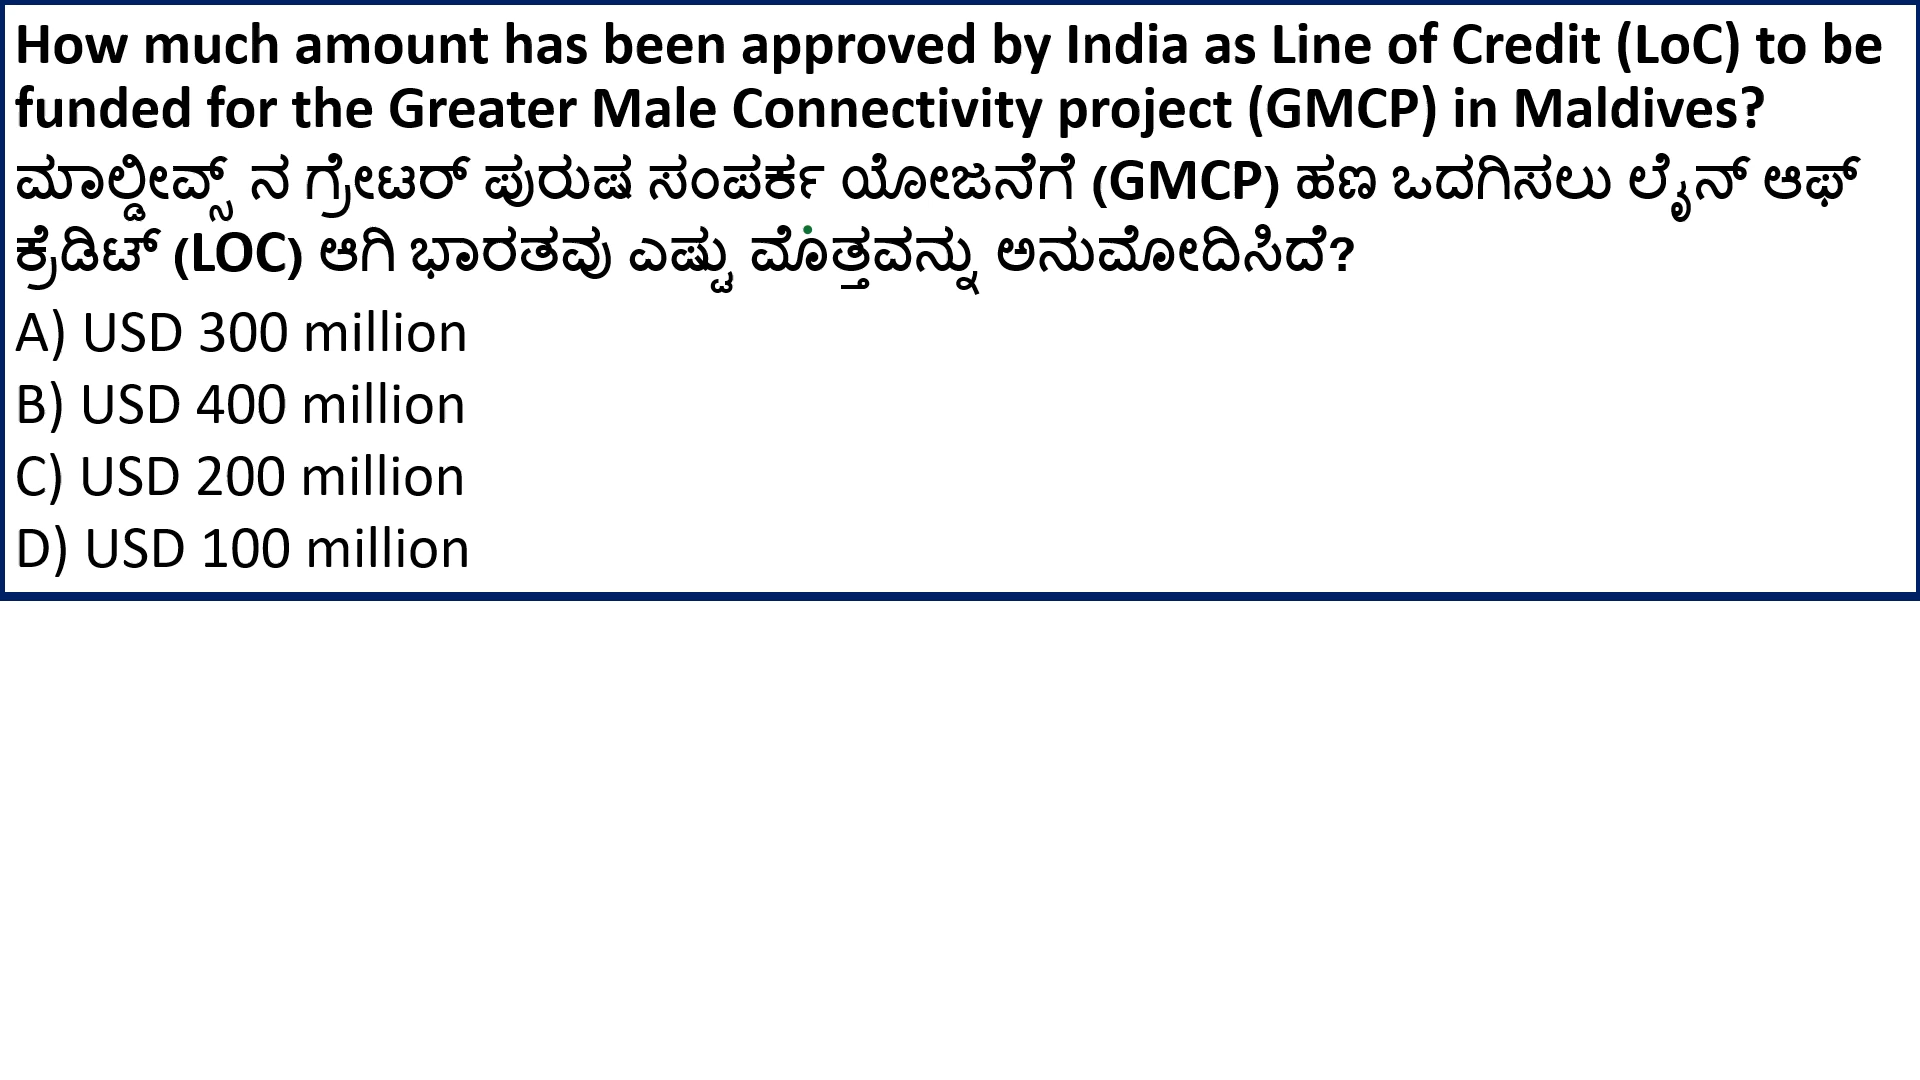 How much amount has been approved by India as Line of Credit (LoC) to be
funded for the Greater Male Connectivity project (GMCP) in Maldives?
ಮಾಲ್ಡೀವ್ಸ್ ನ ಗ್ರೇಟರ್ ಪುರುಷ ಸಂಪರ್ಕ ಯೋಜನೆಗೆ (GMCP) ಹಣ ಒದಗಿಸಲು ಲೈನ್ ಆಫ್
ಕ್ರೆಡಿಟ್ (LOC) ಆಗಿ ಭಾರತವು ಎಷ್ಟು ಮೊತ್ತವನ್ನು ಅನುಮೋದಿಸಿದೆ?
A) USD 300 million
B) USD 400 million
C) USD 200 million
D) USD 100 million